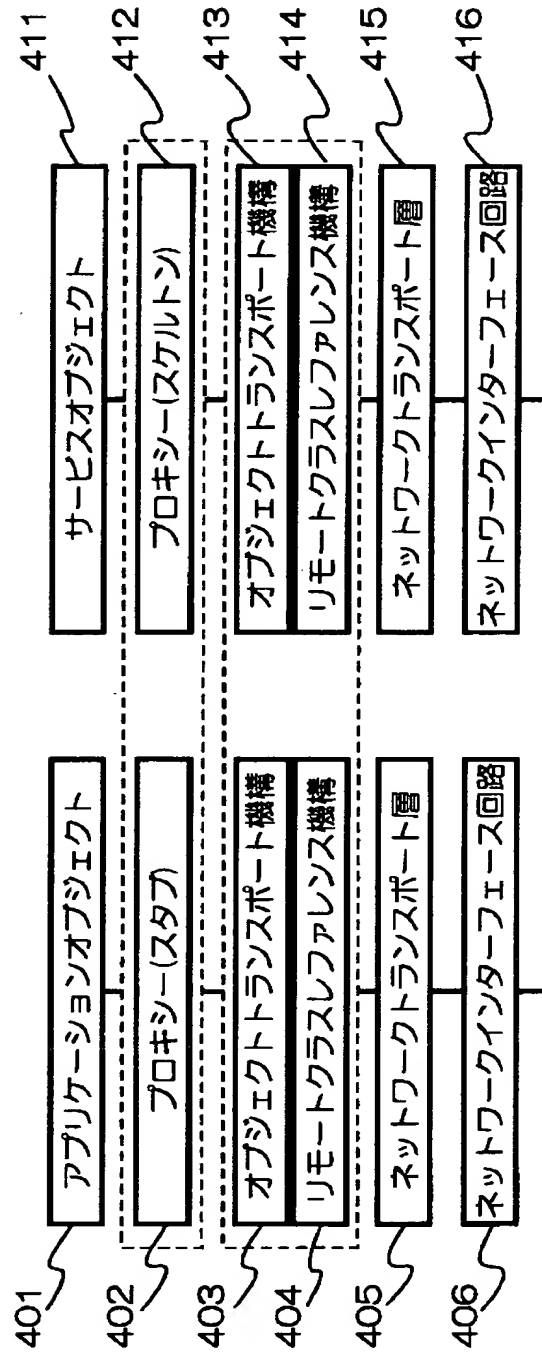 401
アプリケーションオブジェクト
402
プロキシー(スタブ)
403
オブジェクトトランスポート機構
404
リモートクラスレファレンス機構
405
ネットワークトランスポート層
406
ネットワークインターフェース回路
サービスオブジェクト
411
プロキシー(スケルトン)
412
オブジェクトトランスポート機構
413
リモートクラスレファレンス機構
414
ネットワークトランスポート層
415
ネットワークインターフェース回路
416